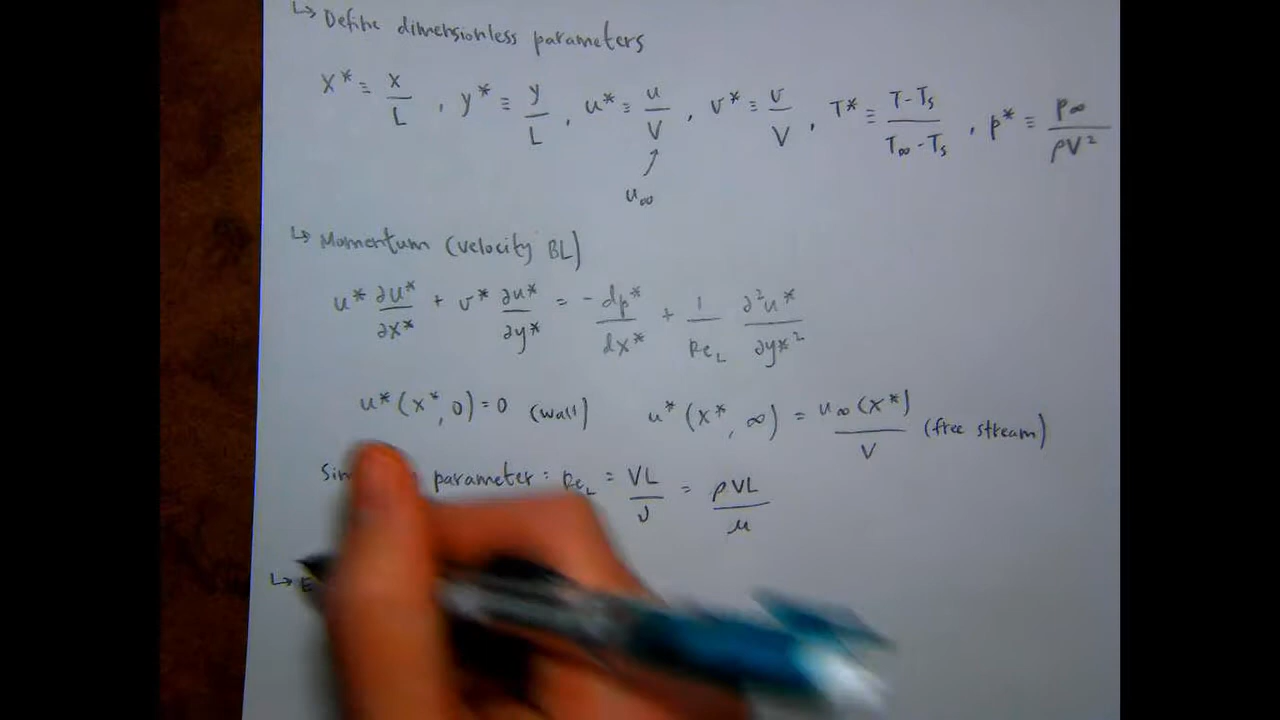 ↳ Define dimensionless parameters
x* ≡ x/L , y* ≡ y/L , u* ≡ u/V , v* ≡ v/V , T* ≡ (T - Ts)/(T∞ - Ts) , p* ≡ p∞/ρV²
u∞
↳ Momentum (velocity BL)
u* ∂u*/∂x* + v* ∂u*/∂y* = - dp*/dx* + 1/ReL ∂²u*/∂y*²
u*(x*, 0) = 0 (wall) u*(x*, ∞) = u∞(x*)/V (free stream)
parameter: ReL = VL/ν = ρVL/μ
↳ E